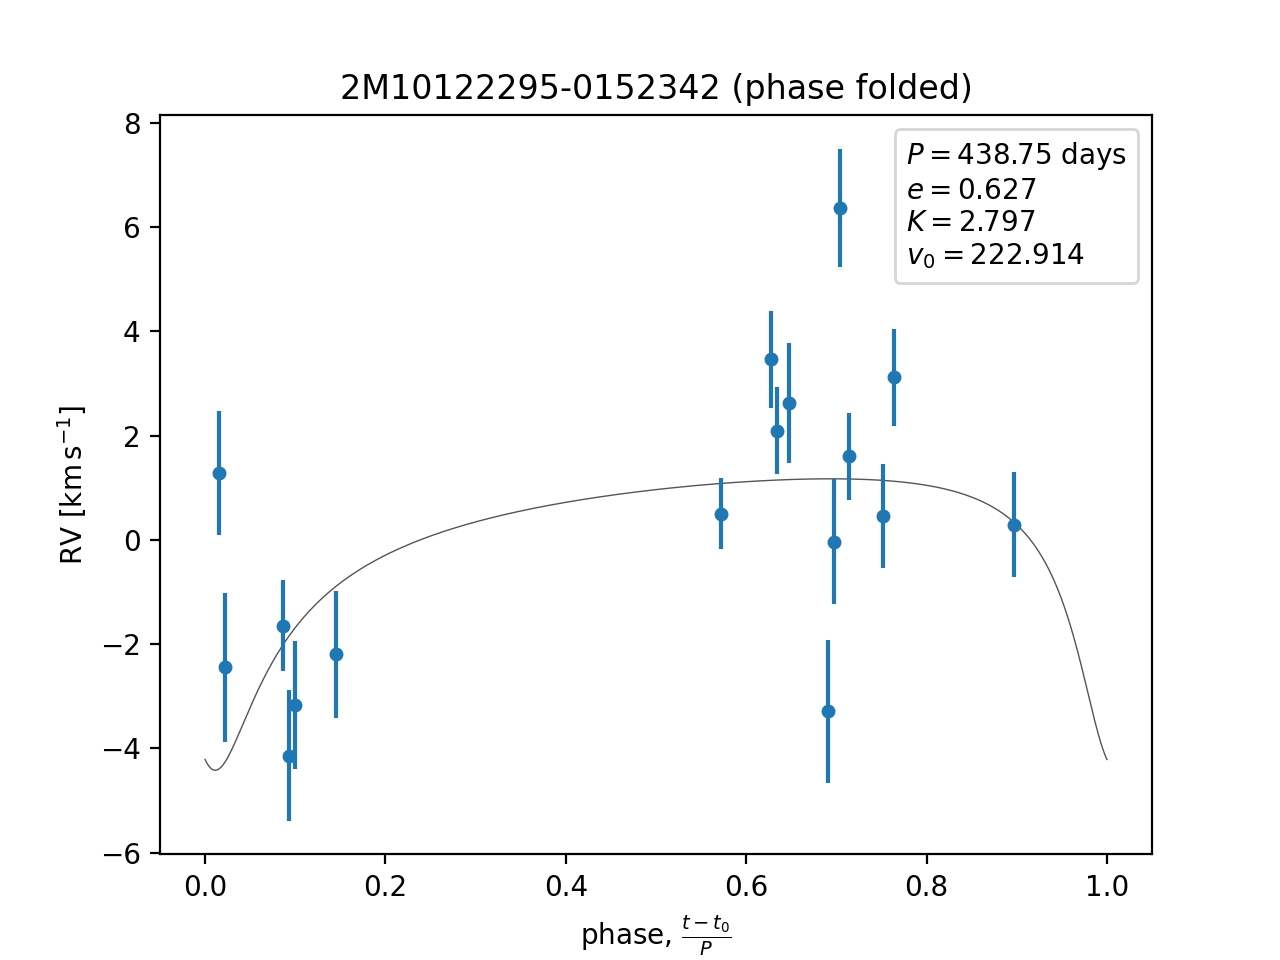 2M10122295-0152342 (phase folded)
P = 438.75 days
e = 0.627
K = 2.797
v₀ = 222.914
RV [km s⁻¹]
8
6
4
2
0
−2
−4
−6
0.0 0.2 0.4 0.6 0.8 1.0
phase, (t − t₀)/P